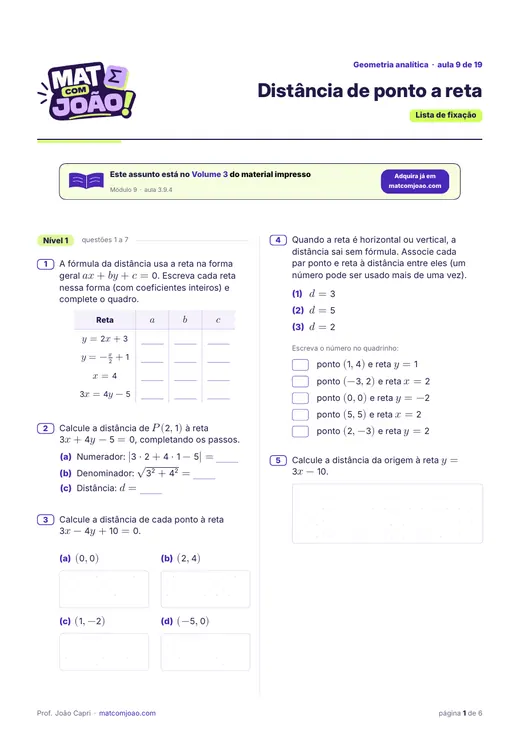 MAT Σ
COM
JOÃO!
Geometria analítica · aula 9 de 19
Distância de ponto a reta
Lista de fixação
Este assunto está no Volume 3 do material impresso
Módulo 9 · aula 3.9.4
Adquira já em
matcomjoao.com
Nível 1 questões 1 a 7
1 A fórmula da distância usa a reta na forma
geral ax + by + c = 0. Escreva cada reta
nessa forma (com coeficientes inteiros) e
complete o quadro.
Reta a b c
y = 2x + 3
y = −x/2 + 1
x = 4
3x = 4y − 5
2 Calcule a distância de P(2, 1) à reta
3x + 4y − 5 = 0, completando os passos.
(a) Numerador: |3 · 2 + 4 · 1 − 5| = ____
(b) Denominador: √(3² + 4²) = ____
(c) Distância: d = ____
3 Calcule a distância de cada ponto à reta
3x − 4y + 10 = 0.
(a) (0, 0) (b) (2, 4)
(c) (1, −2) (d) (−5, 0)
4 Quando a reta é horizontal ou vertical, a
distância sai sem fórmula. Associe cada
par ponto e reta à distância entre eles (um
número pode ser usado mais de uma vez).
(1) d = 3
(2) d = 5
(3) d = 2
Escreva o número no quadrinho:
ponto (1, 4) e reta y = 1
ponto (−3, 2) e reta x = 2
ponto (0, 0) e reta y = −2
ponto (5, 5) e reta x = 2
ponto (2, −3) e reta y = 2
5 Calcule a distância da origem à reta y =
3x − 10.
Prof. João Capri · matcomjoao.com
página 1 de 6